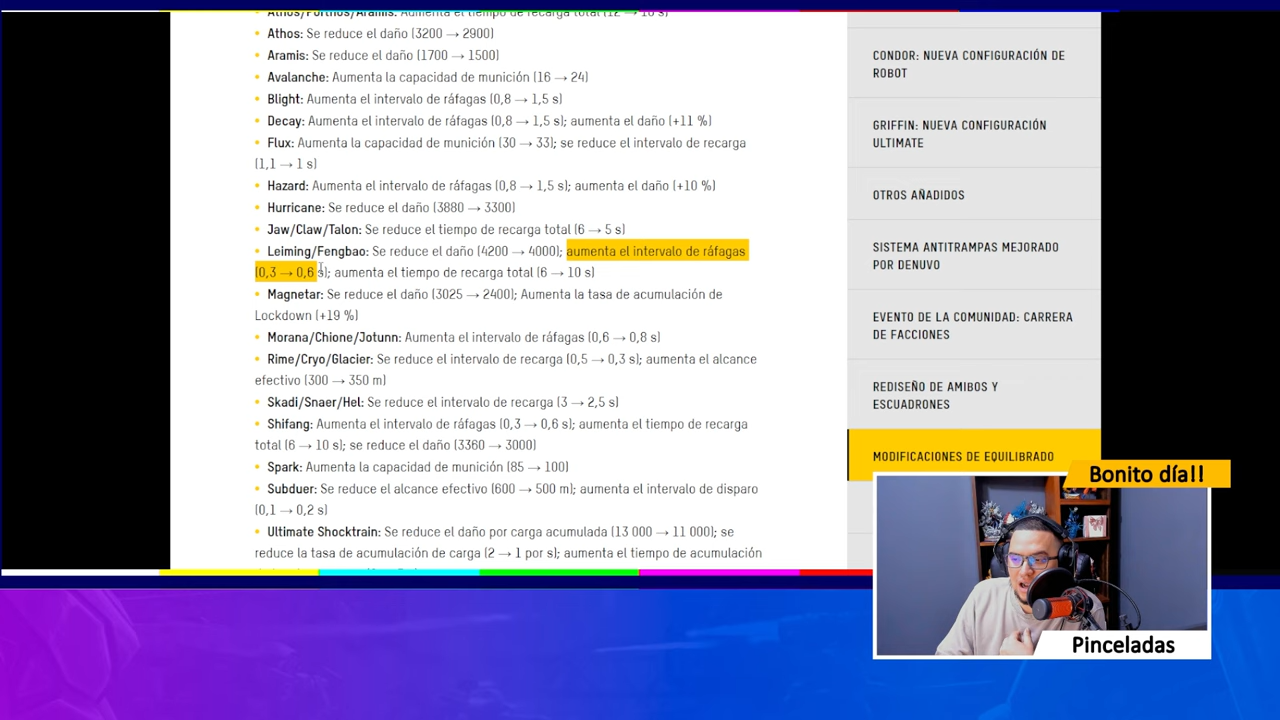 Athos/Porthos/Aramis: Aumenta el tiempo de recarga total (12 → 16 s)
• Athos: Se reduce el daño (3200 → 2900)
• Aramis: Se reduce el daño (1700 → 1500)
• Avalanche: Aumenta la capacidad de munición (16 → 24)
• Blight: Aumenta el intervalo de ráfagas (0,8 → 1,5 s)
• Decay: Aumenta el intervalo de ráfagas (0,8 → 1,5 s); aumenta el daño (+11 %)
• Flux: Aumenta la capacidad de munición (30 → 33); se reduce el intervalo de recarga
(1,1 → 1 s)
• Hazard: Aumenta el intervalo de ráfagas (0,8 → 1,5 s); aumenta el daño (+10 %)
• Hurricane: Se reduce el daño (3880 → 3300)
• Jaw/Claw/Talon: Se reduce el tiempo de recarga total (6 → 5 s)
• Leiming/Fengbao: Se reduce el daño (4200 → 4000); aumenta el intervalo de ráfagas
(0,3 → 0,6 s); aumenta el tiempo de recarga total (6 → 10 s)
• Magnetar: Se reduce el daño (3025 → 2400); Aumenta la tasa de acumulación de
Lockdown (+19 %)
• Morana/Chione/Jotunn: Aumenta el intervalo de ráfagas (0,6 → 0,8 s)
• Rime/Cryo/Glacier: Se reduce el intervalo de recarga (0,5 → 0,3 s); aumenta el alcance
efectivo (300 → 350 m)
• Skadi/Snaer/Hel: Se reduce el intervalo de recarga (3 → 2,5 s)
• Shifang: Aumenta el intervalo de ráfagas (0,3 → 0,6 s); aumenta el tiempo de recarga
total (6 → 10 s); se reduce el daño (3360 → 3000)
• Spark: Aumenta la capacidad de munición (85 → 100)
• Subduer: Se reduce el alcance efectivo (600 → 500 m); aumenta el intervalo de disparo
(0,1 → 0,2 s)
• Ultimate Shocktrain: Se reduce el daño por carga acumulada (13 000 → 11 000); se
reduce la tasa de acumulación de carga (2 → 1 por s); aumenta el tiempo de acumulación
CONDOR: NUEVA CONFIGURACIÓN DE
ROBOT
GRIFFIN: NUEVA CONFIGURACIÓN
ULTIMATE
OTROS AÑADIDOS
SISTEMA ANTITRAMPAS MEJORADO
POR DENUVO
EVENTO DE LA COMUNIDAD: CARRERA
DE FACCIONES
REDISEÑO DE AMIBOS Y
ESCUADRONES
MODIFICACIONES DE EQUILIBRADO
Bonito día!!
Pinceladas